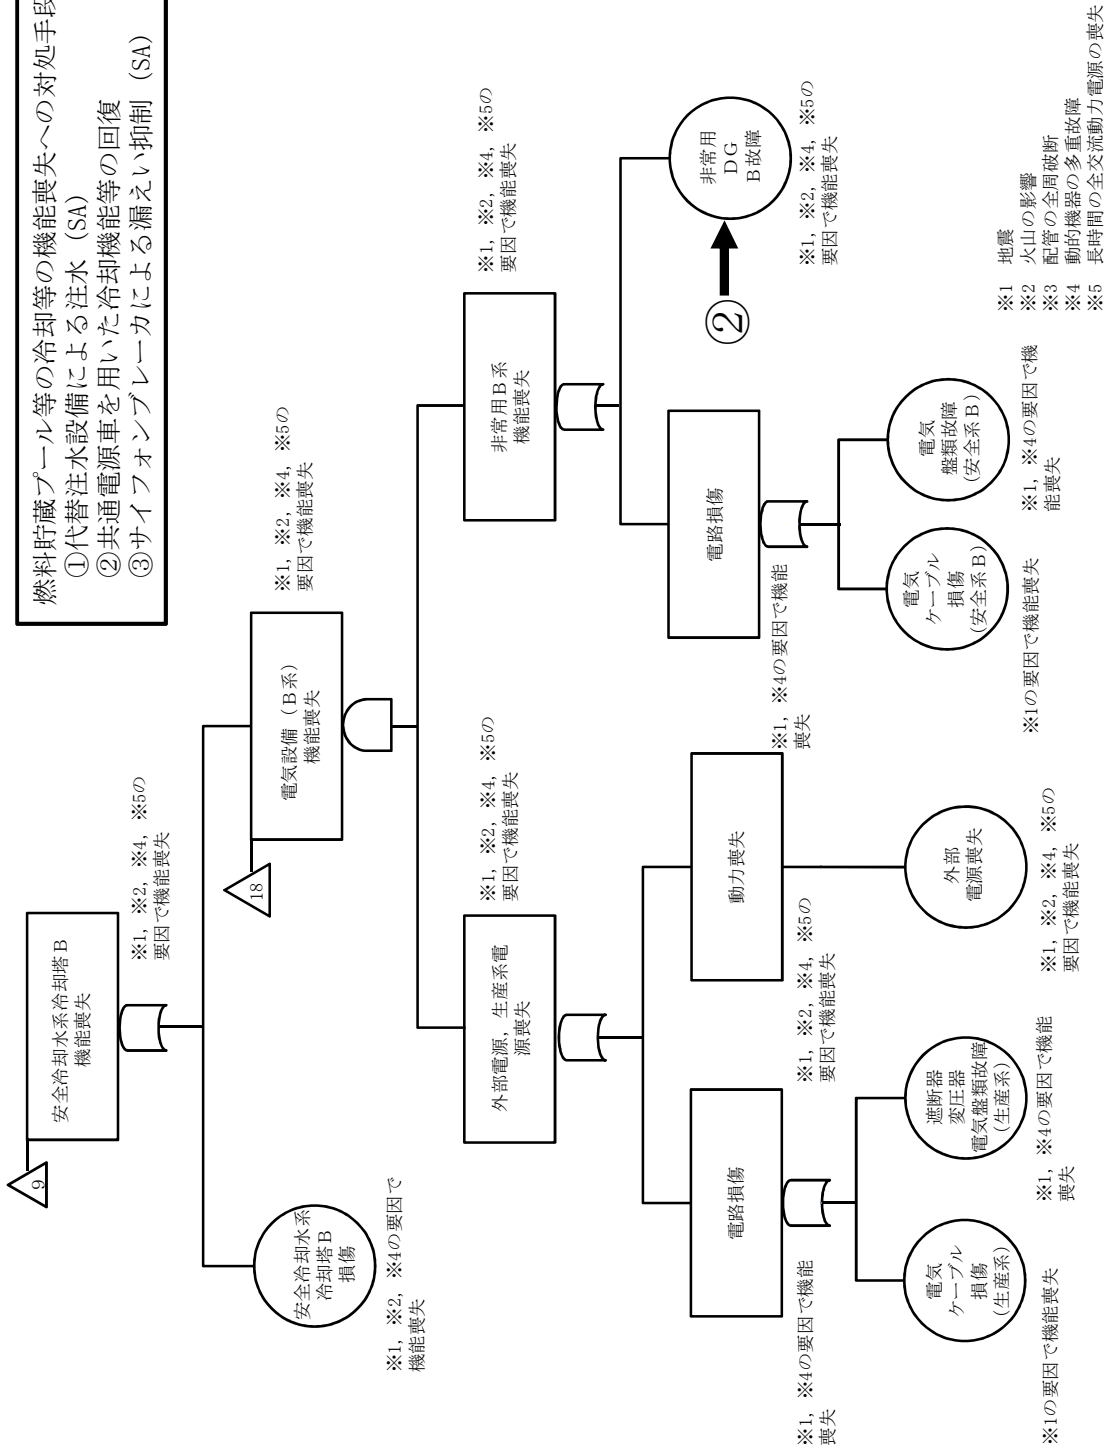 燃料貯蔵プール等の冷却等の機能喪失への対処手段
①代替注水設備による注水（SA）
②共通電源車を用いた冷却機能等の回復
③サイフォンブレーカによる漏えい抑制（SA）
9
安全冷却水系冷却塔Ｂ
機能喪失
※1，※2，※4，※5の
要因で機能喪失
安全冷却水系
冷却塔Ｂ
損傷
※1，※2，※4の要因で
機能喪失
18
電気設備（Ｂ系）
機能喪失
※1，※2，※4，※5の
要因で機能喪失
外部電源，生産系電
源喪失
※1，※2，※4，※5の
要因で機能喪失
非常用Ｂ系
機能喪失
※1，※2，※4，※5の
要因で機能喪失
電路損傷
※1，※4の要因で機能
喪失
動力喪失
※1，※2，※4，※5の
要因で機能喪失
電路損傷
※1，※4の要因で機能
喪失
②
非常用
ＤＧ
Ｂ故障
※1，※2，※4，※5の
要因で機能喪失
電気
ケーブル
損傷
(生産系)
※1の要因で機能喪失
遮断器
変圧器
電気盤類故障
(生産系)
※1，※4の要因で機能
喪失
外部
電源喪失
※1，※2，※4，※5の
要因で機能喪失
電気
ケーブル
損傷
(安全系Ｂ)
※1の要因で機能喪失
電気
盤類故障
(安全系Ｂ)
※1，※4の要因で機
能喪失
※1　地震
※2　火山の影響
※3　配管の全周破断
※4　動的機器の多重故障
※5　長時間の全交流動力電源の喪失